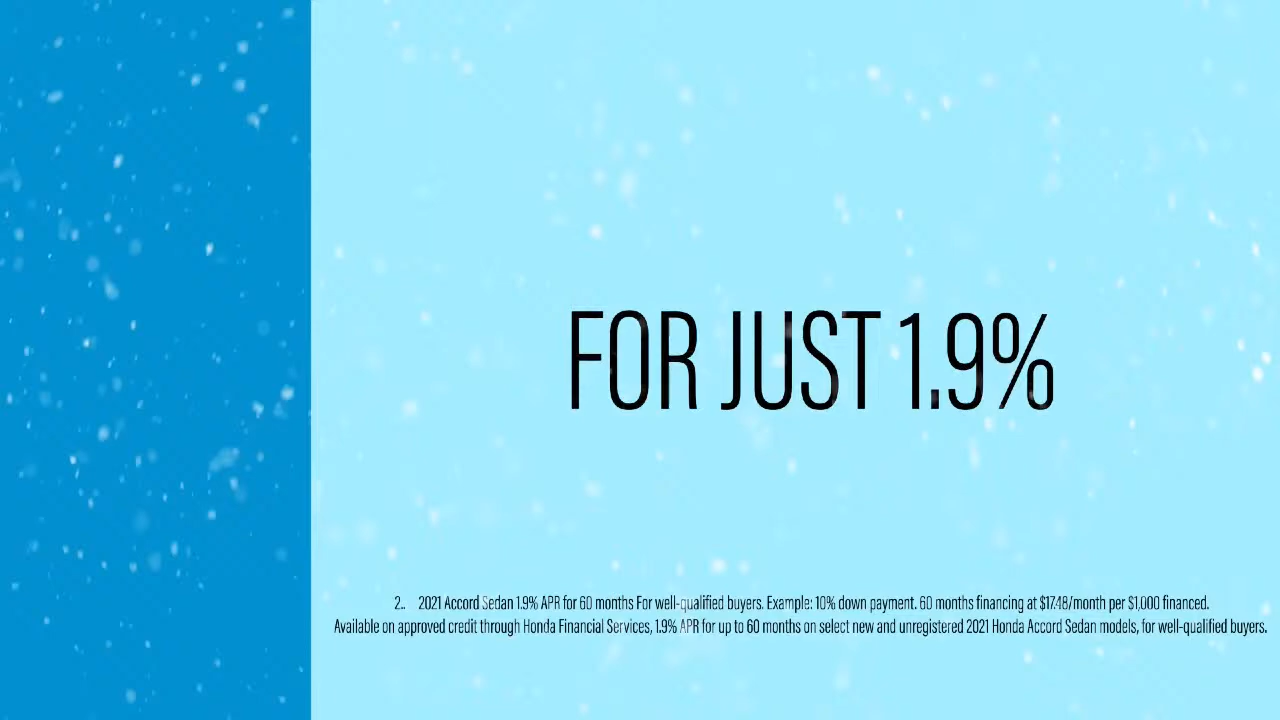 FOR JUST 1.9%
2.. 2021 Accord Sedan 1.9% APR for 60 months For well-qualified buyers. Example: 10% down payment. 60 months financing at $17.48/month per $1,000 financed.
Available on approved credit through Honda Financial Services, 1.9% APR for up to 60 months on select new and unregistered 2021 Honda Accord Sedan models, for well-qualified buyers.